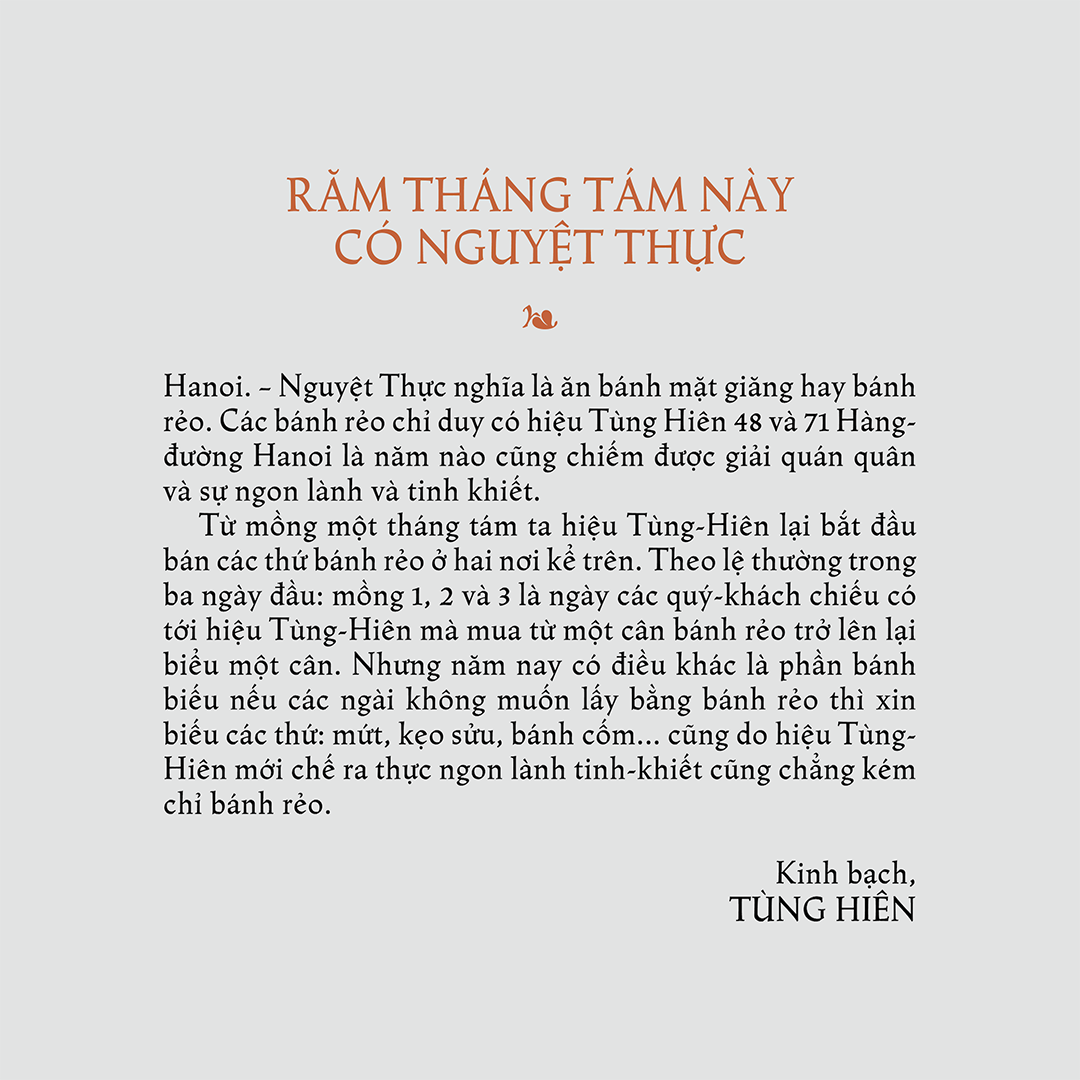 RĂM THÁNG TÁM NÀY
CÓ NGUYỆT THỰC
Hanoi. – Nguyệt Thực nghĩa là ăn bánh mặt giăng hay bánh
rẻo. Các bánh rẻo chỉ duy có hiệu Tùng Hiên 48 và 71 Hàng-
đường Hanoi là năm nào cũng chiếm được giải quán quân
và sự ngon lành và tinh khiết.
Từ mồng một tháng tám ta hiệu Tùng-Hiên lại bắt đầu
bán các thứ bánh rẻo ở hai nơi kể trên. Theo lệ thường trong
ba ngày đầu: mồng 1, 2 và 3 là ngày các quý-khách chiếu có
tới hiệu Tùng-Hiên mà mua từ một cân bánh rẻo trở lên lại
biểu một cân. Nhưng năm nay có điều khác là phần bánh
biếu nếu các ngài không muốn lấy bằng bánh rẻo thì xin
biếu các thứ: mứt, kẹo sửu, bánh cốm... cũng do hiệu Tùng-
Hiên mới chế ra thực ngon lành tinh-khiết cũng chẳng kém
chỉ bánh rẻo.
Kinh bạch,
TÙNG HIÊN